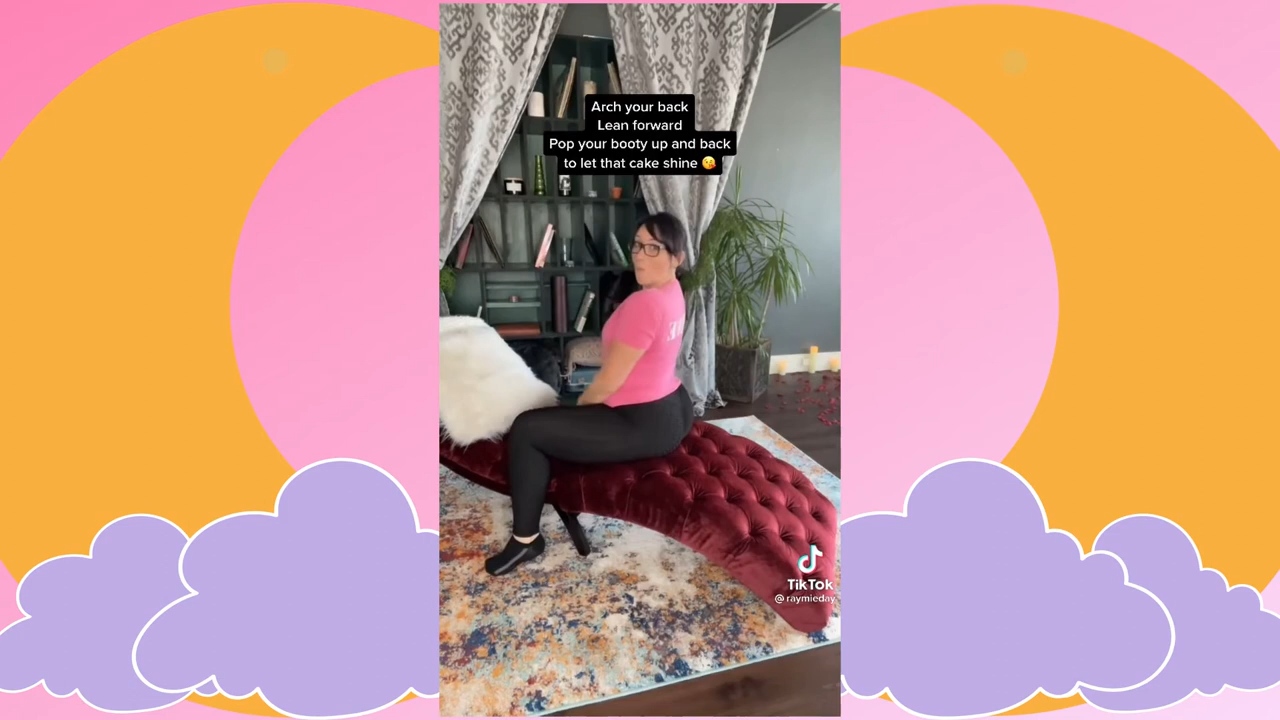 Arch your back
Lean forward
Pop your booty up and back
to let that cake shine 😘
TikTok
@raymieday